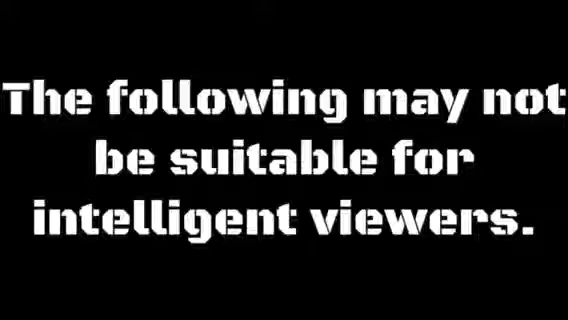 The following may not
be suitable for
intelligent viewers.